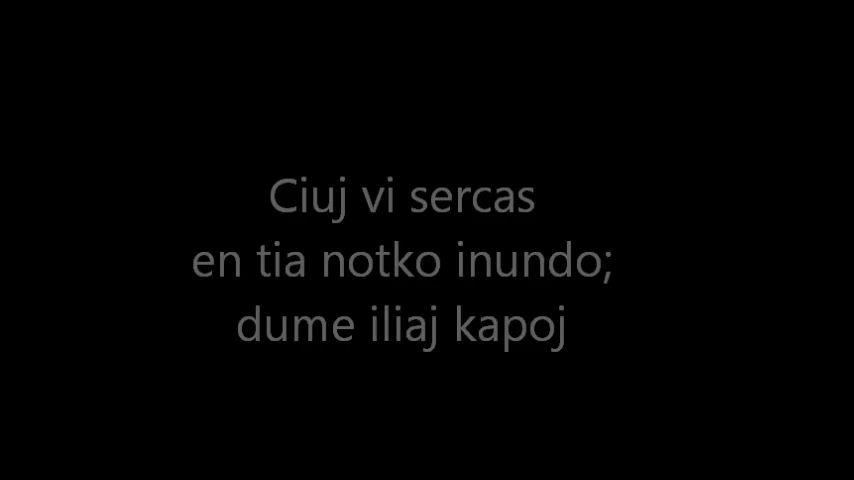 Ciuj vi sercas
en tia notko inundo;
dume iliaj kapoj